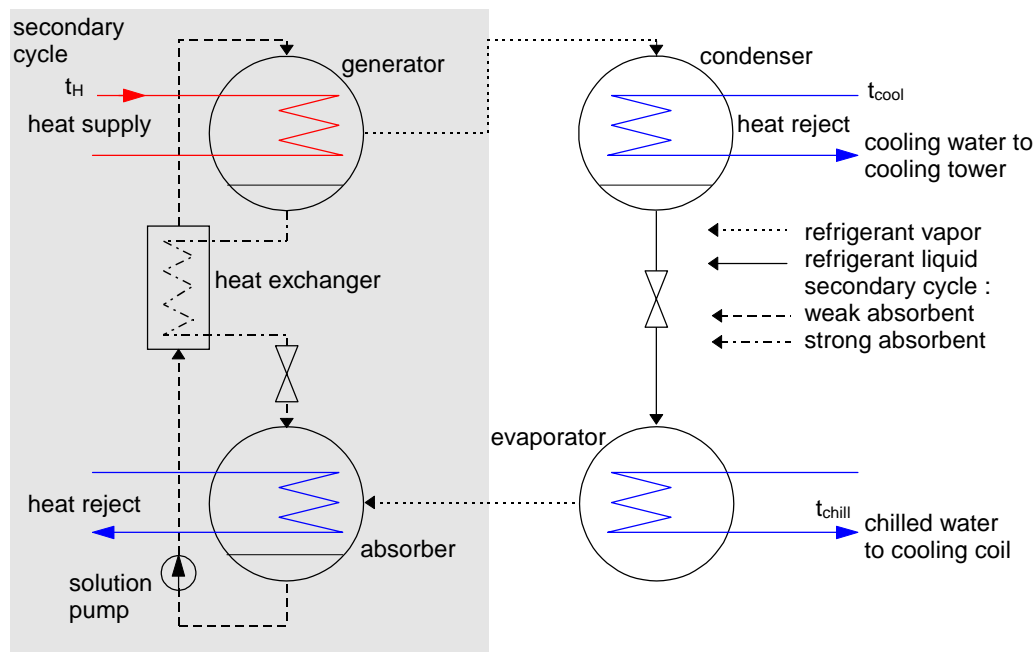 secondary
cycle
generator
condenser
tH
tcool
heat supply
heat reject
cooling water to
cooling tower
refrigerant vapor
refrigerant liquid
secondary cycle :
weak absorbent
strong absorbent
heat exchanger
evaporator
heat reject
tchill
chilled water
to cooling coil
absorber
solution
pump